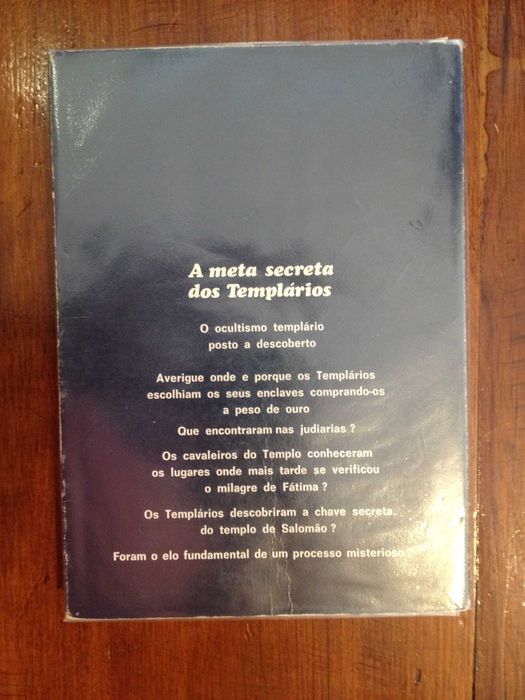 A meta secreta
dos Templários
O ocultismo templário
posto a descoberto
Averigue onde e porque os Templários
escolhiam os seus enclaves comprando-os
a peso de ouro
Que encontraram nas judiarias ?
Os cavaleiros do Templo conheceram
os lugares onde mais tarde se verificou
o milagre de Fátima ?
Os Templários descobriram a chave secreta
do templo de Salomão ?
Foram o elo fundamental de um processo misterioso ?